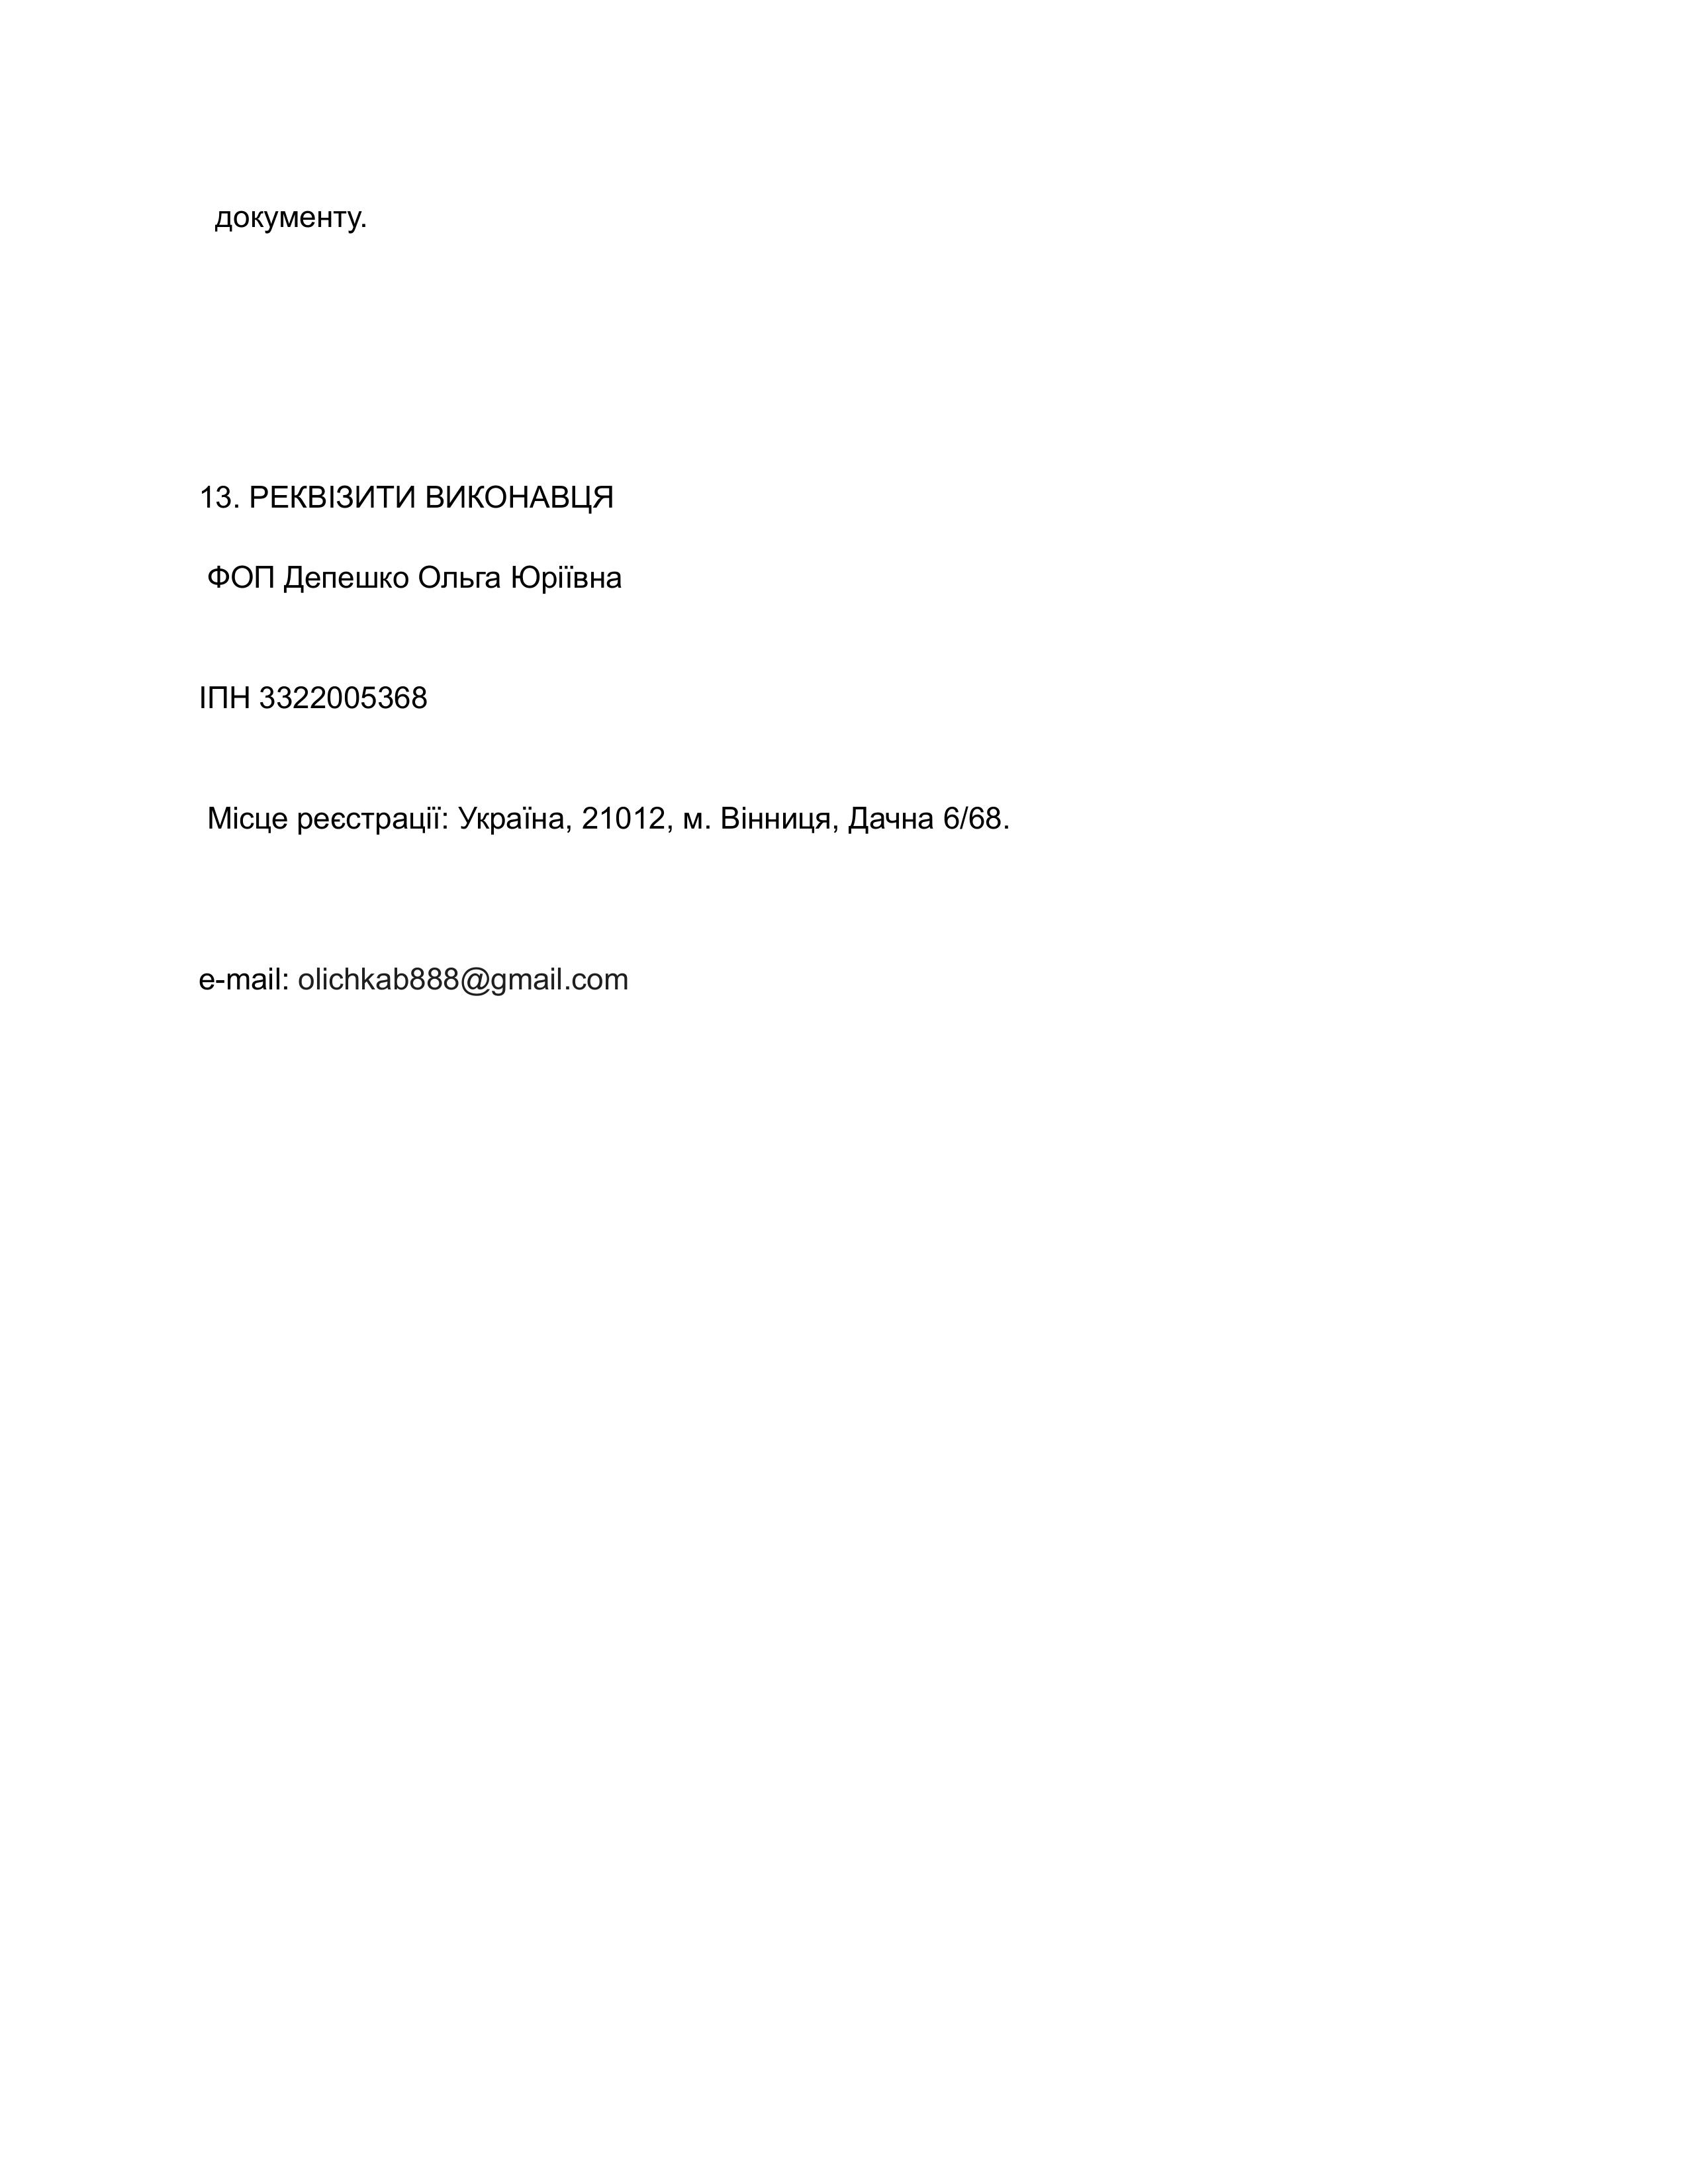 документу.
13. РЕКВІЗИТИ ВИКОНАВЦЯ
ФОП Депешко Ольга Юріївна
ІПН 3322005368
Місце реєстрації: Україна, 21012, м. Вінниця, Дачна 6/68.
e-mail: olichkab888@gmail.com